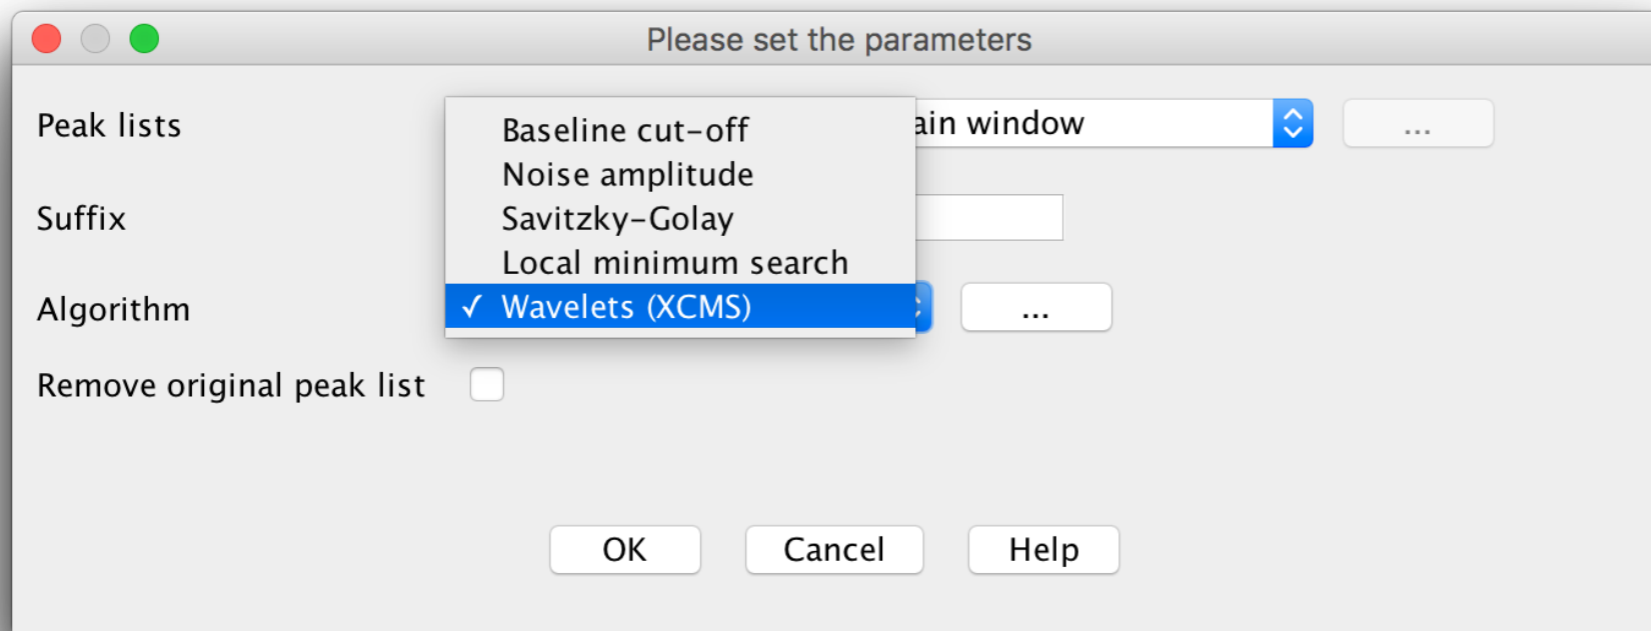 Please set the parameters
Peak lists
ain window
...
Baseline cut-off
Noise amplitude
Savitzky-Golay
Local minimum search
✓ Wavelets (XCMS)
Suffix
Algorithm
...
Remove original peak list
OK
Cancel
Help